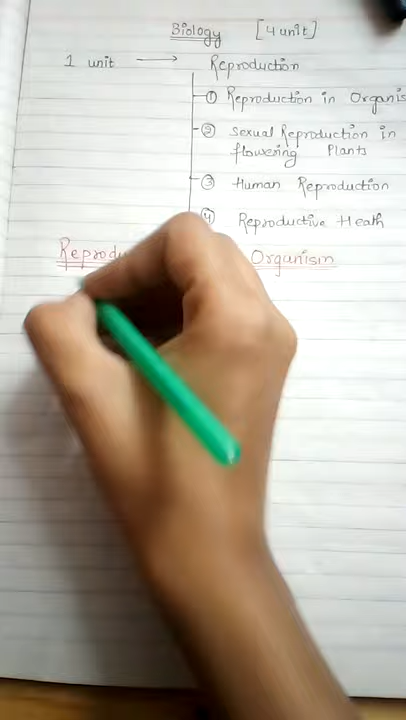 Biology [4 unit]
1 unit → Reproduction
① Reproduction in Organis
② Sexual Reproduction in
flowering Plants
③ Human Reproduction
④ Reproductive Heath
Reprodu Organism